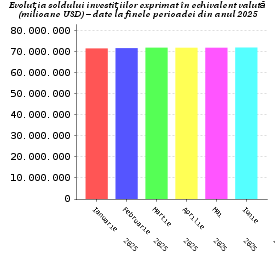 Evoluția soldului investițiilor exprimat în echivalent valută
(milioane USD) – date la finele perioadei din anul 2025
80.000.000
70.000.000
60.000.000
50.000.000
40.000.000
30.000.000
20.000.000
10.000.000
0
Ianuarie 2025
Februarie 2025
Martie 2025
Aprilie 2025
Mai 2025
Iunie 2025